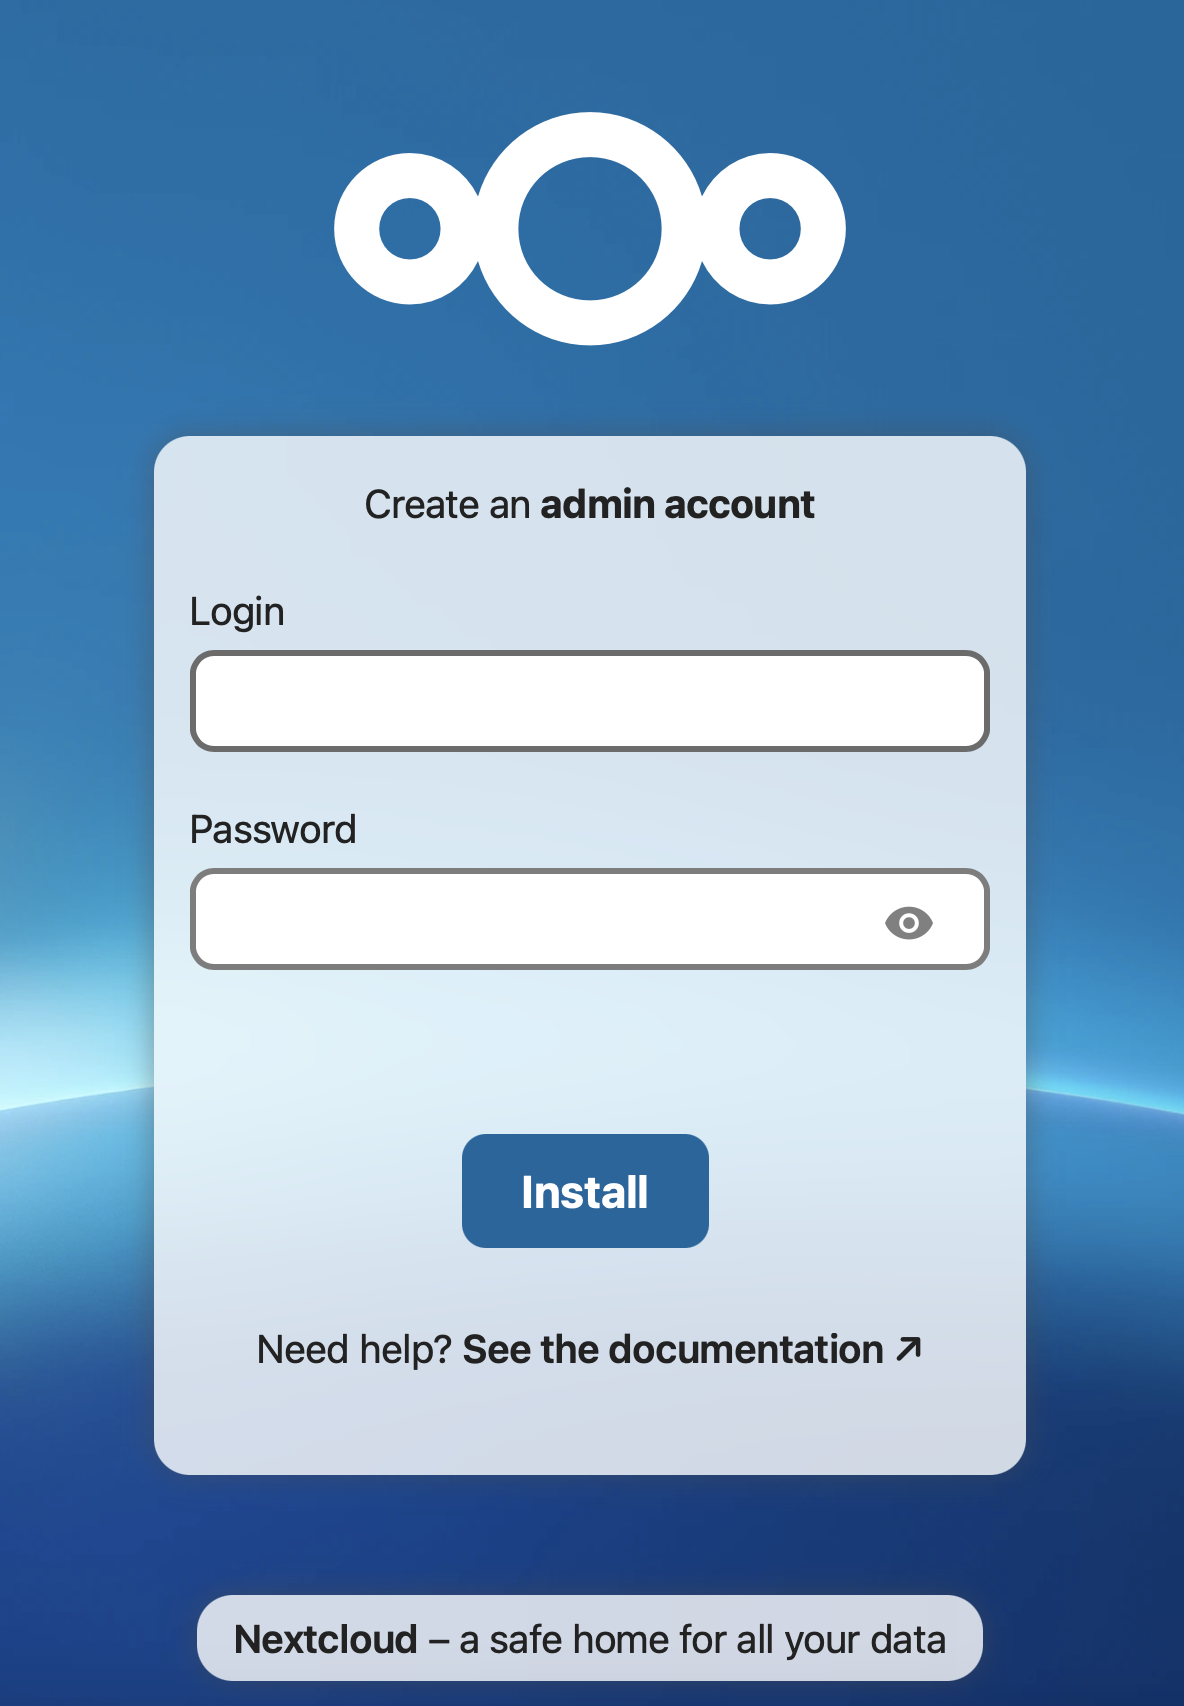 Create an admin account
Login
Password
Install
Need help? See the documentation ↗
Nextcloud – a safe home for all your data